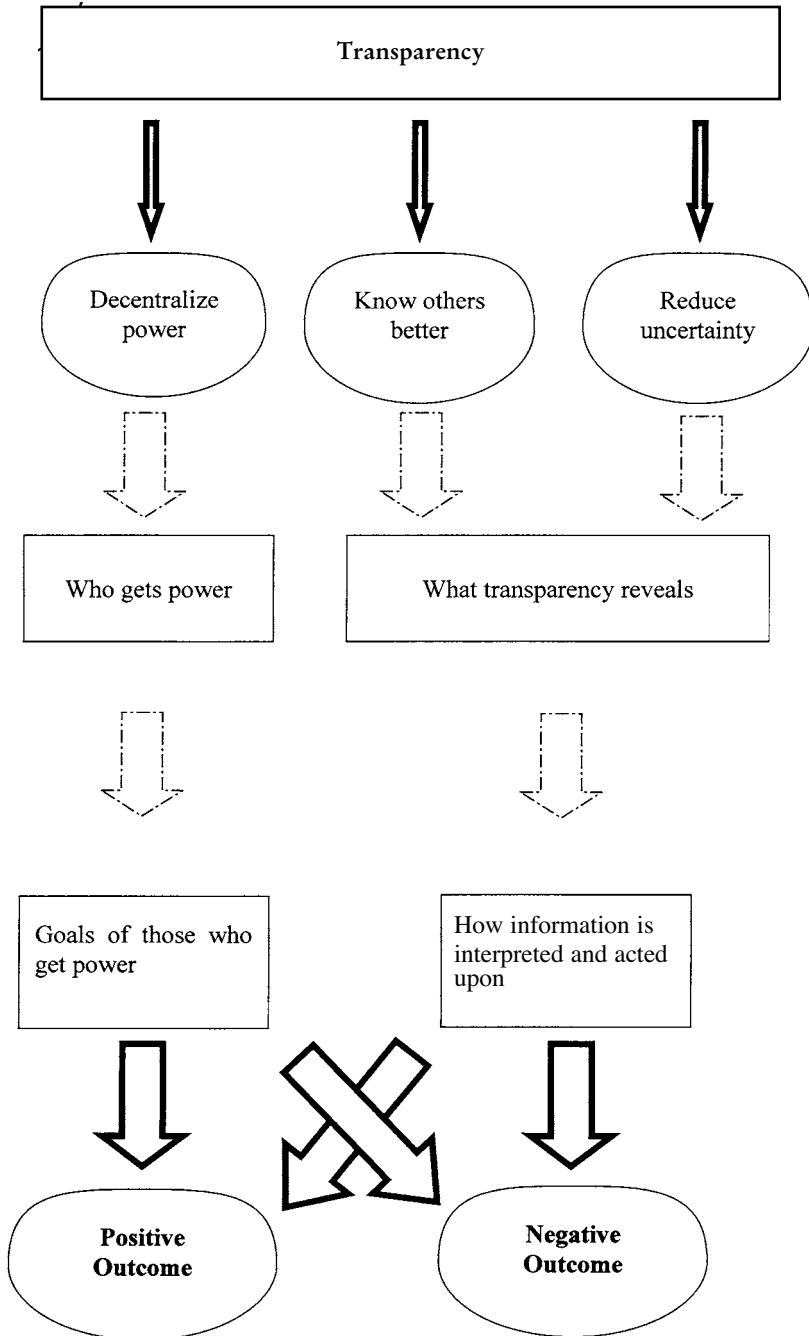 Transparency
Decentralize
power
Know others
better
Reduce
uncertainty
Who gets power
What transparency reveals
Goals of those who
get power
How information is
interpreted and acted
upon
Positive
Outcome
Negative
Outcome